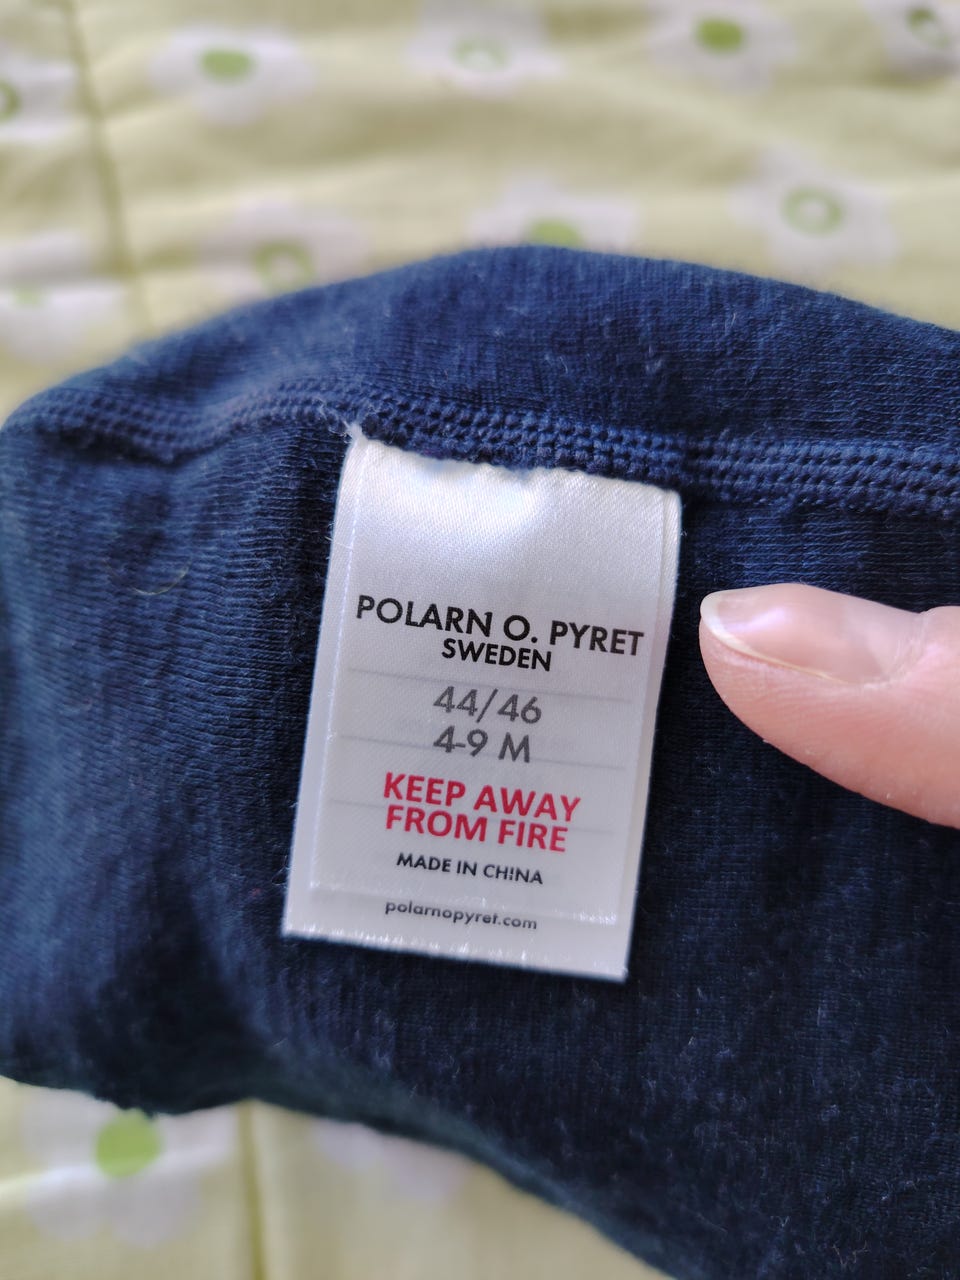 POLARN O. PYRET
SWEDEN
44/46
4-9 M
KEEP AWAY
FROM FIRE
MADE IN CHINA
polarnopyret.com